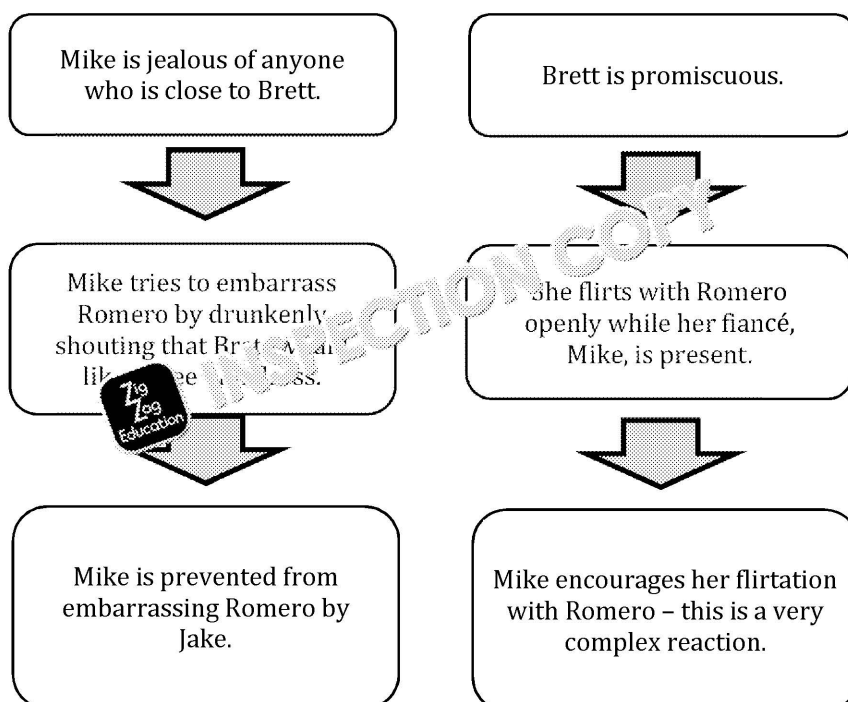 Mike is jealous of anyone
who is close to Brett.
Mike tries to embarrass
Romero by drunkenly
shouting that
Mike is prevented from
embarrassing Romero by
Jake.
Brett is promiscuous.
She flirts with Romero
openly while her fiancé,
Mike, is present.
Mike encourages her flirtation
with Romero – this is a very
complex reaction.
INSPECTION COPY
Zig
Zag
Education